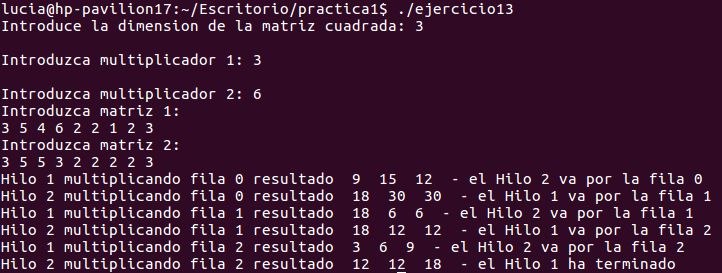 lucia@hp-pavilion17:~/Escritorio/practica1$ ./ejercicio13
Introduce la dimension de la matriz cuadrada: 3
Introduzca multiplicador 1: 3
Introduzca multiplicador 2: 6
Introduzca matriz 1:
3 5 4 6 2 2 1 2 3
Introduzca matriz 2:
3 5 5 3 2 2 2 2 3
Hilo 1 multiplicando fila 0 resultado  9  15  12  - el Hilo 2 va por la fila 0
Hilo 2 multiplicando fila 0 resultado  18  30  30  - el Hilo 1 va por la fila 1
Hilo 1 multiplicando fila 1 resultado  18  6  6  - el Hilo 2 va por la fila 1
Hilo 2 multiplicando fila 1 resultado  18  12  12  - el Hilo 1 va por la fila 2
Hilo 1 multiplicando fila 2 resultado  3  6  9  - el Hilo 2 va por la fila 2
Hilo 2 multiplicando fila 2 resultado  12  12  18  - el Hilo 1 ha terminado